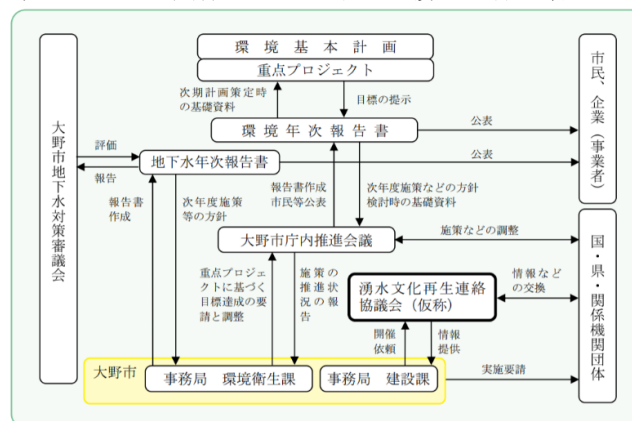 環境基本計画
重点プロジェクト
次期計画策定時
の基礎資料
目標の提示
環境年次報告書
公表
市民、企業（事業者）
大野市地下水対策審議会
評価
報告
地下水年次報告書
公表
報告書
作成
次年度施策
等の方針
報告書作成
市民等公表
次年度施策などの方針
検討時の基礎資料
大野市庁内推進会議
施策などの調整
国・県・関係機関団体
重点プロジェ
クトに基づく
目標達成の要
請と調整
施策の
推進状
況の報
告
湧水文化再生連絡
協議会（仮称）
情報など
の交換
開催
依頼
情報
提供
大野市
事務局　環境衛生課
事務局　建設課
実施要請